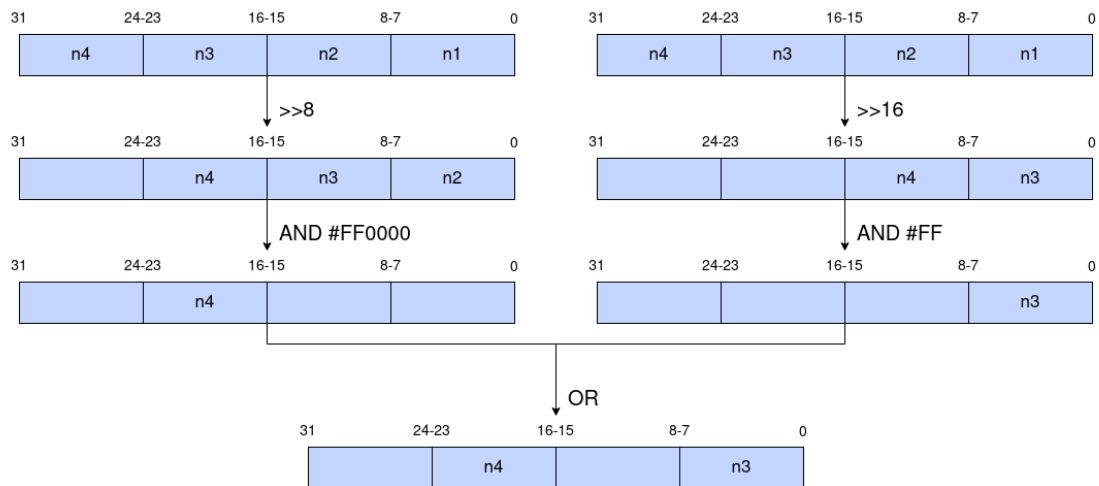 31 24-23 16-15 8-7 0 31 24-23 16-15 8-7 0
n4 n3 n2 n1 n4 n3 n2 n1
>>8 >>16
31 24-23 16-15 8-7 0 31 24-23 16-15 8-7 0
n4 n3 n2 n4 n3
AND #FF0000 AND #FF
31 24-23 16-15 8-7 0 31 24-23 16-15 8-7 0
n4 n3
OR
31 24-23 16-15 8-7 0
n4 n3